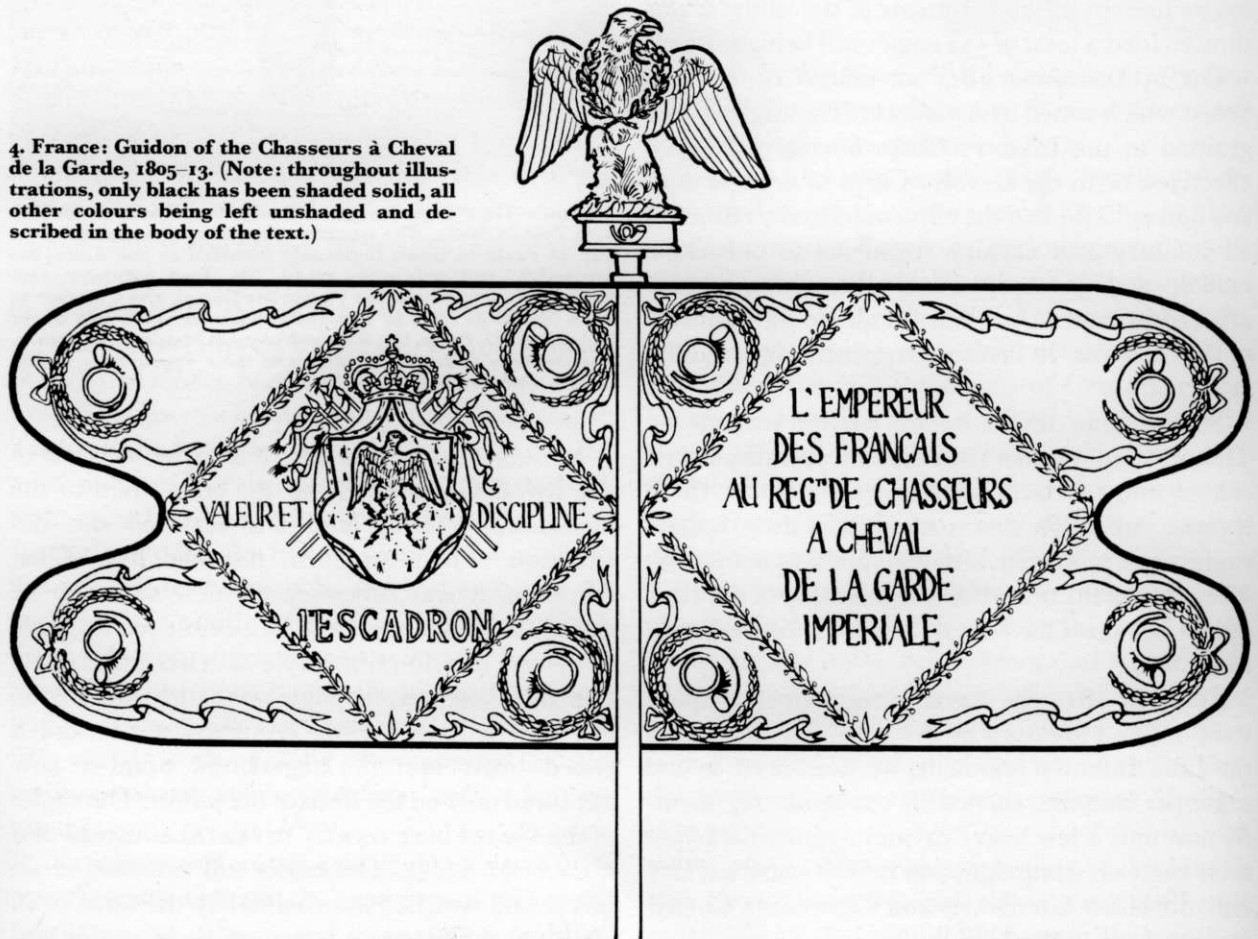 4. France: Guidon of the Chasseurs à Cheval
de la Garde, 1805–13. (Note: throughout illus-
trations, only black has been shaded solid, all
other colours being left unshaded and de-
scribed in the body of the text.)
VALEUR ET DISCIPLINE
1ᵉʳ ESCADRON
L'EMPEREUR
DES FRANÇAIS
AU REGᵀ DE CHASSEURS
A CHEVAL
DE LA GARDE
IMPERIALE